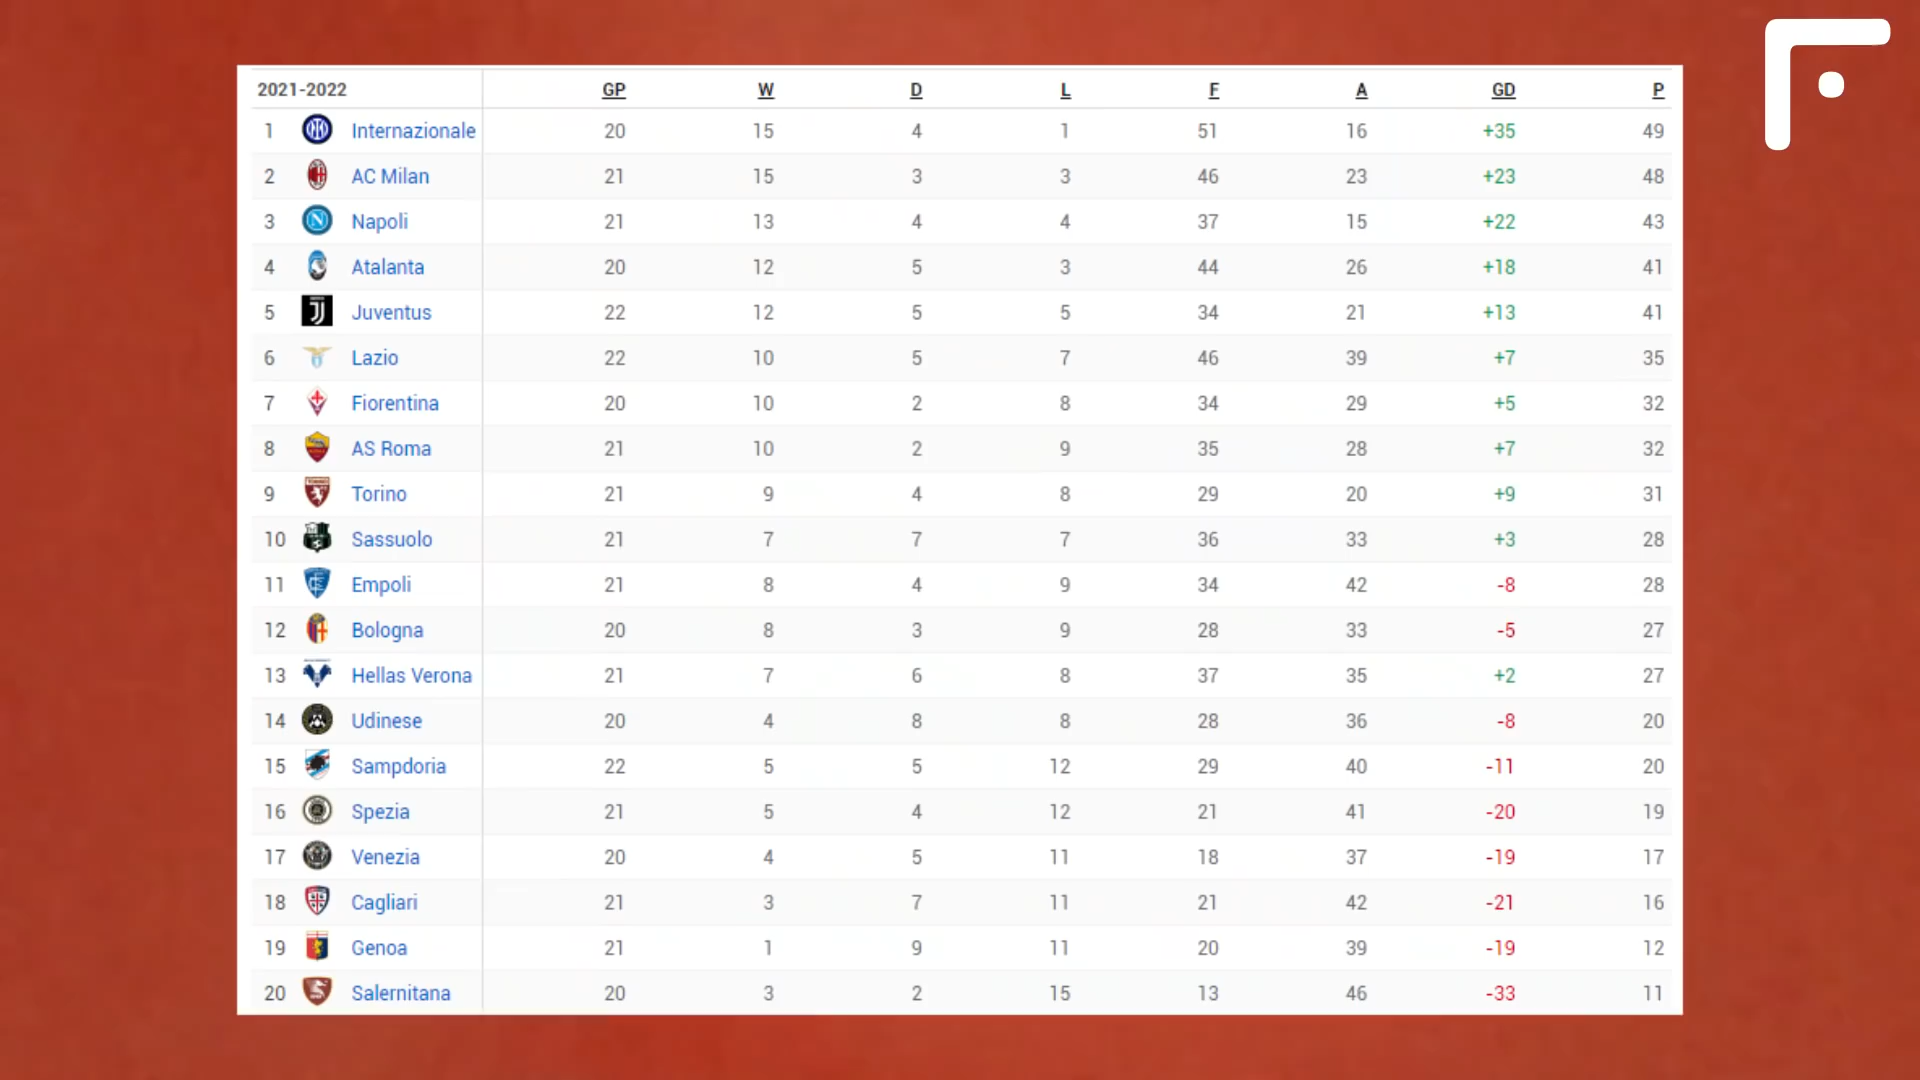 2021-2022 GP W D L F A GD P
1 Internazionale 20 15 4 1 51 16 +35 49
2 AC Milan 21 15 3 3 46 23 +23 48
3 Napoli 21 13 4 4 37 15 +22 43
4 Atalanta 20 12 5 3 44 26 +18 41
5 Juventus 22 12 5 5 34 21 +13 41
6 Lazio 22 10 5 7 46 39 +7 35
7 Fiorentina 20 10 2 8 34 29 +5 32
8 AS Roma 21 10 2 9 35 28 +7 32
9 Torino 21 9 4 8 29 20 +9 31
10 Sassuolo 21 7 7 7 36 33 +3 28
11 Empoli 21 8 4 9 34 42 -8 28
12 Bologna 20 8 3 9 28 33 -5 27
13 Hellas Verona 21 7 6 8 37 35 +2 27
14 Udinese 20 4 8 8 28 36 -8 20
15 Sampdoria 22 5 5 12 29 40 -11 20
16 Spezia 21 5 4 12 21 41 -20 19
17 Venezia 20 4 5 11 18 37 -19 17
18 Cagliari 21 3 7 11 21 42 -21 16
19 Genoa 21 1 9 11 20 39 -19 12
20 Salernitana 20 3 2 15 13 46 -33 11